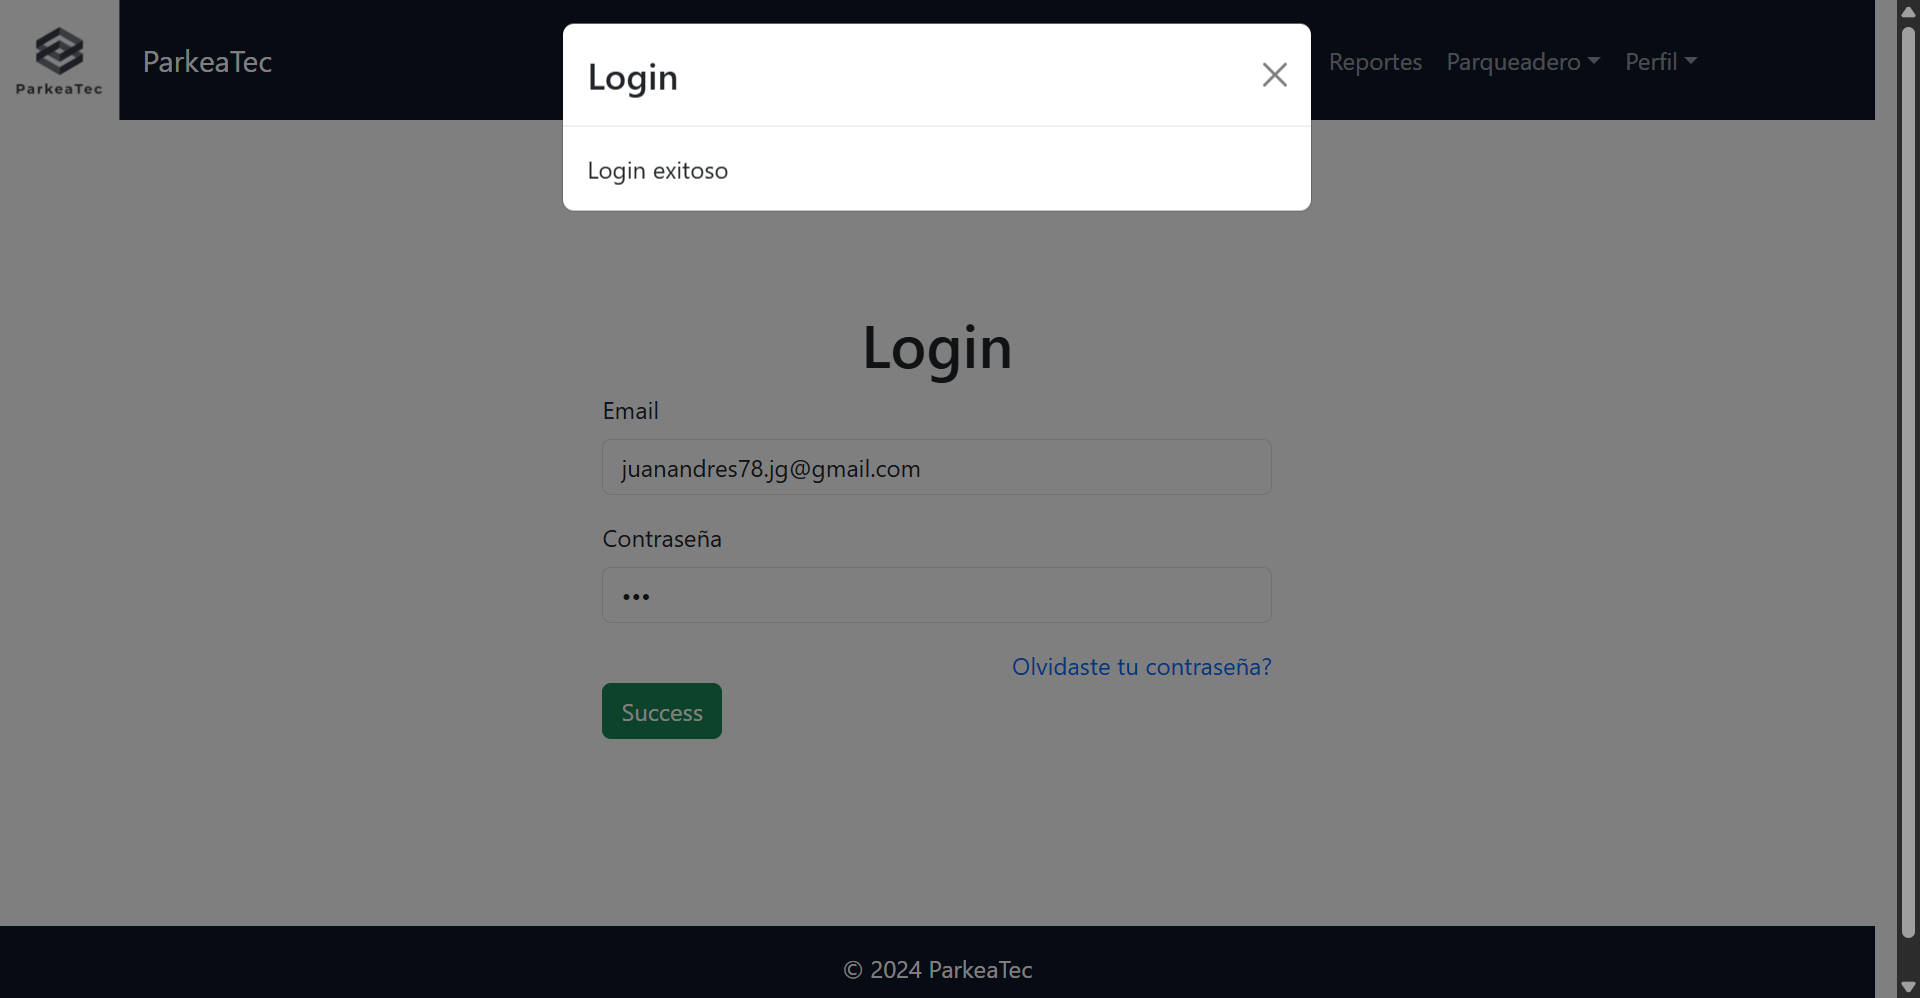 ParkeaTec
ParkeaTec
Reportes Parqueadero Perfil
Login
Login exitoso
Login
Email
juanandres78.jg@gmail.com
Contraseña
•••
Olvidaste tu contraseña?
Success
© 2024 ParkeaTec